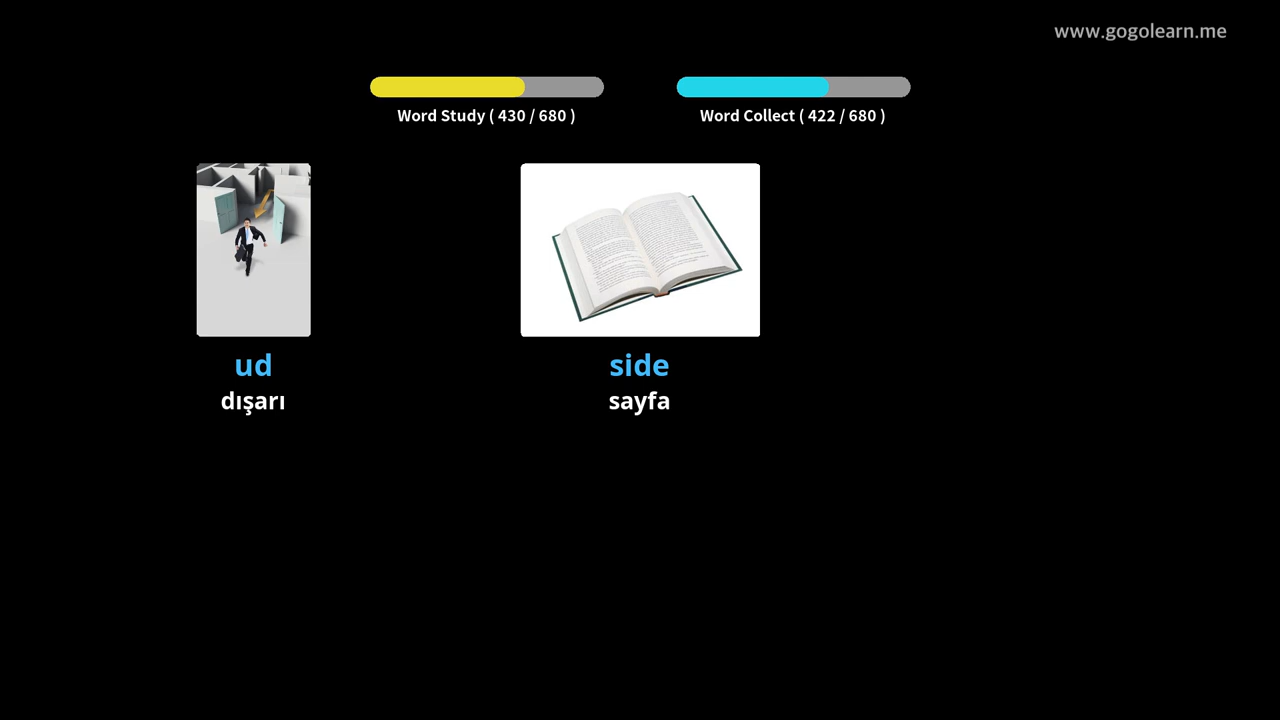 www.gogolearn.me
Word Study ( 430 / 680 )
Word Collect ( 422 / 680 )
ud
dışarı
side
sayfa